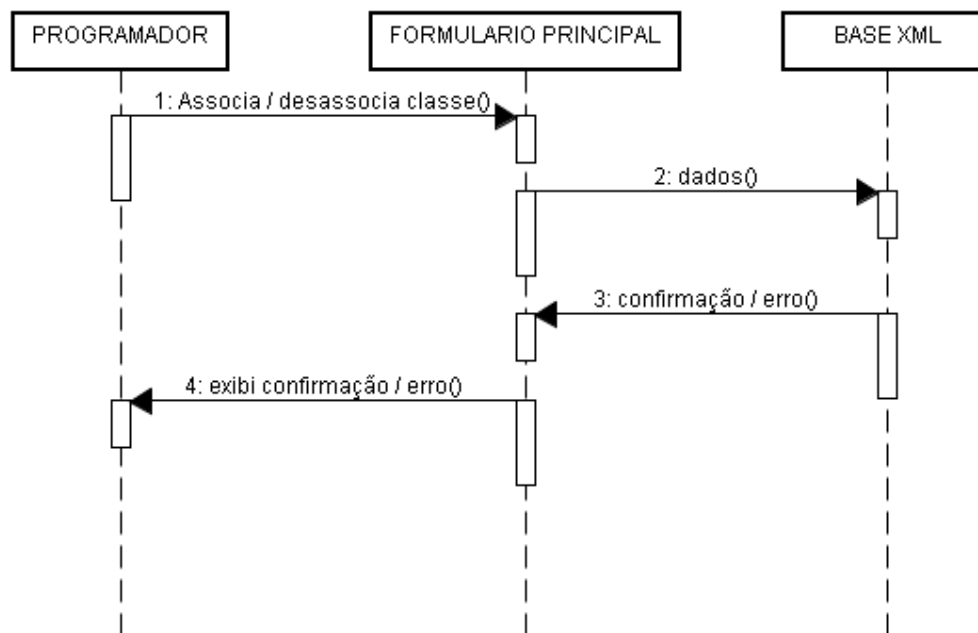 PROGRAMADOR
FORMULARIO PRINCIPAL
BASE XML
1: Associa / desassocia classe()
2: dados()
3: confirmação / erro()
4: exibi confirmação / erro()